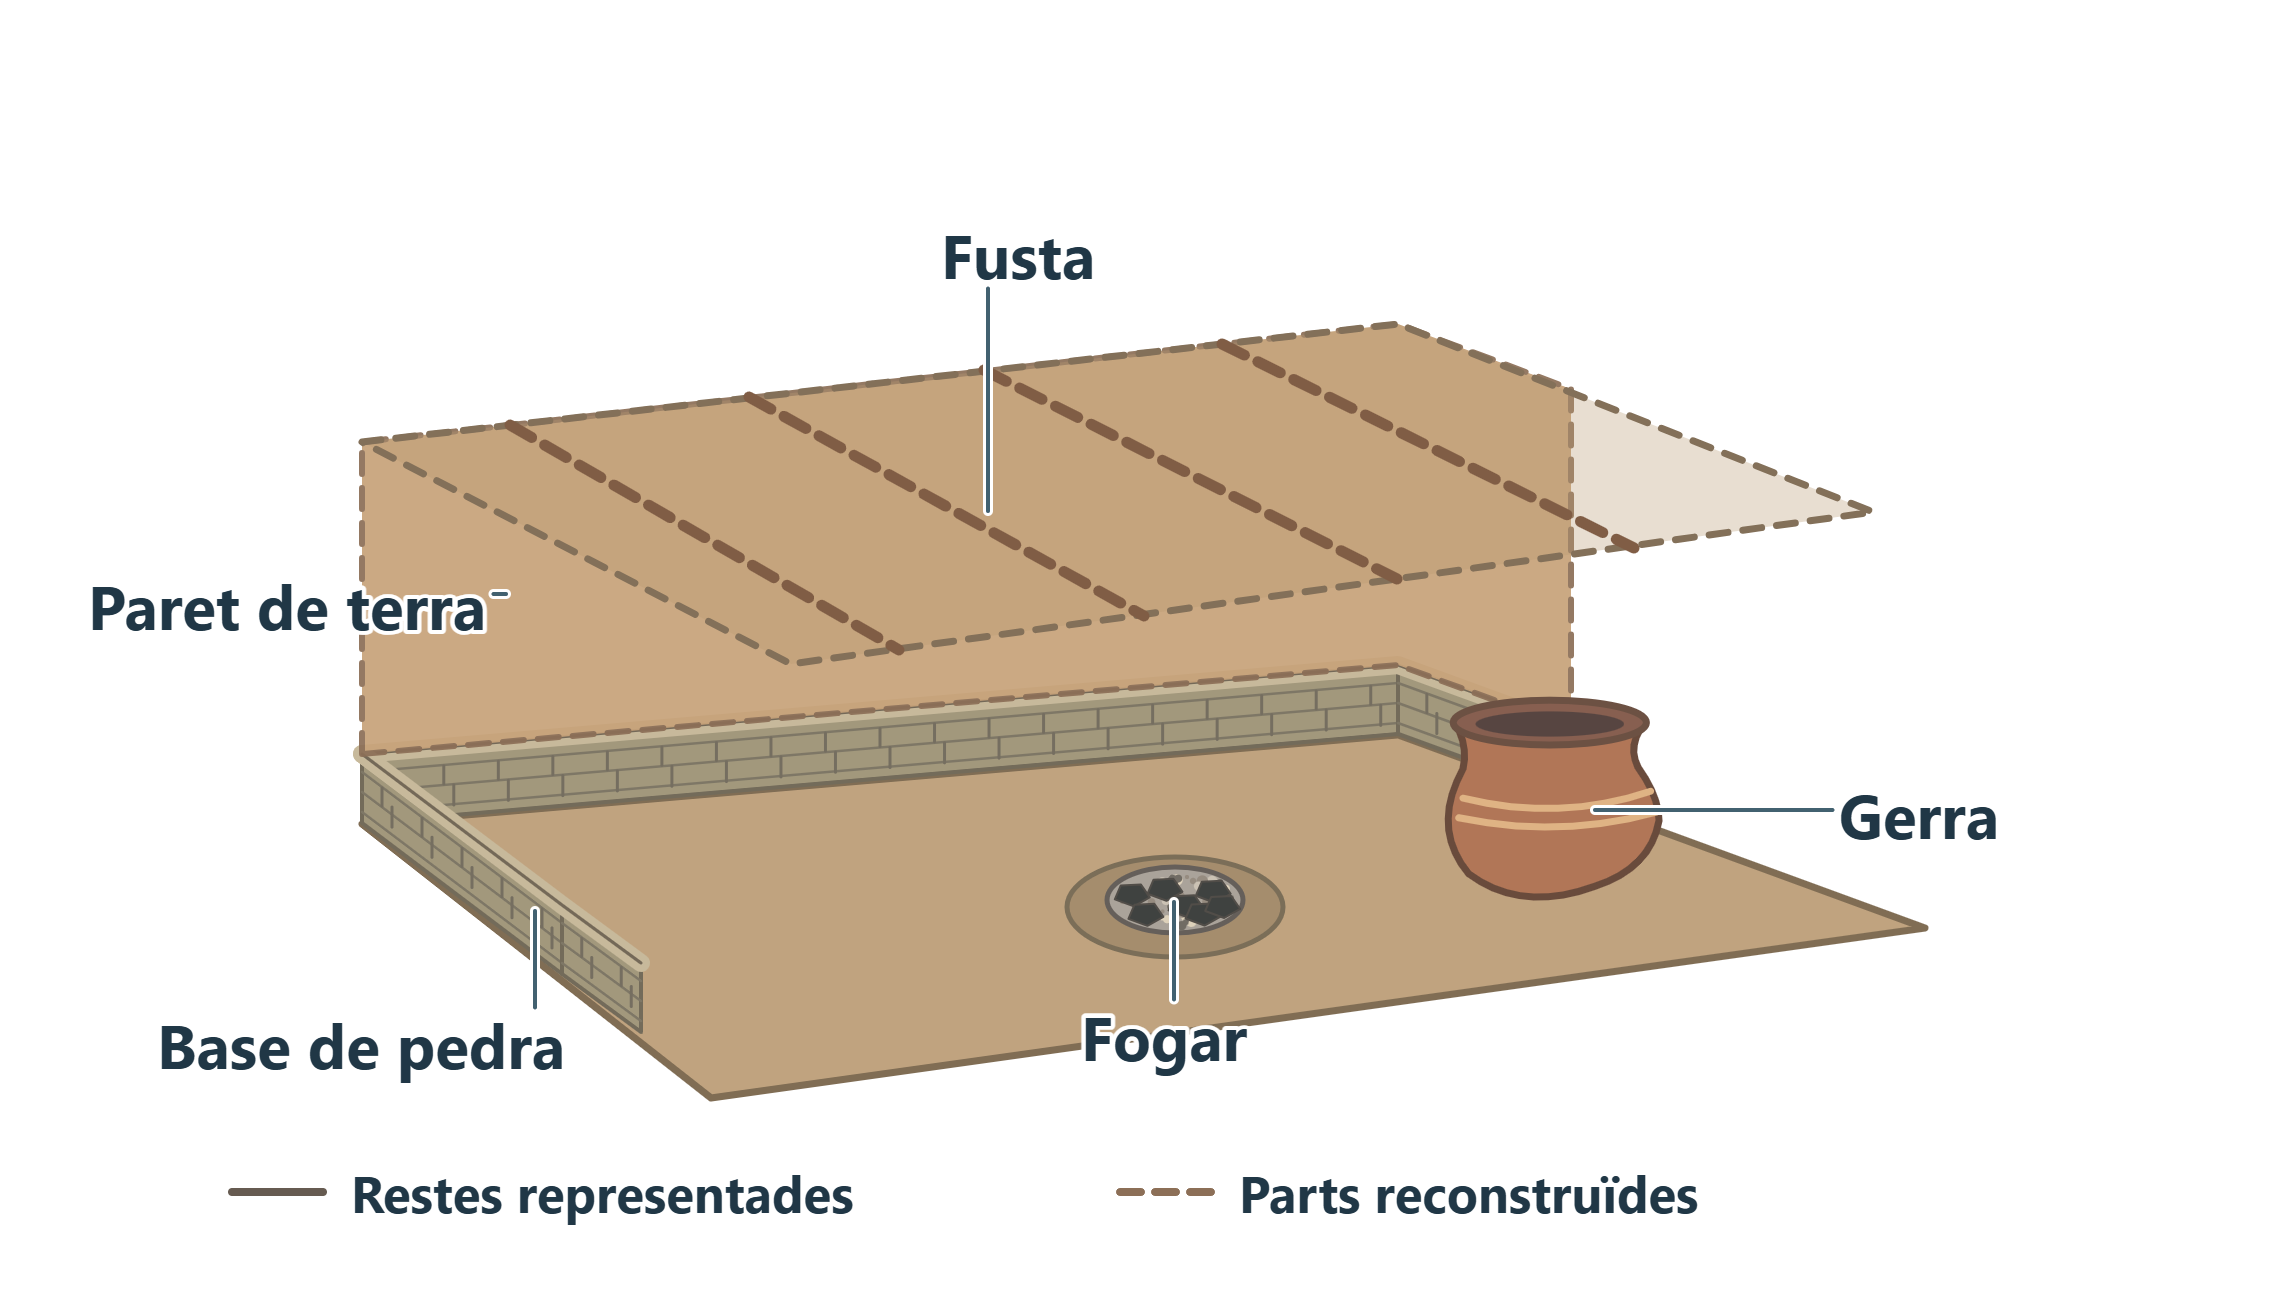 Fusta
Paret de terra
Gerra
Base de pedra
Fogar
Restes representades
Parts reconstruïdes